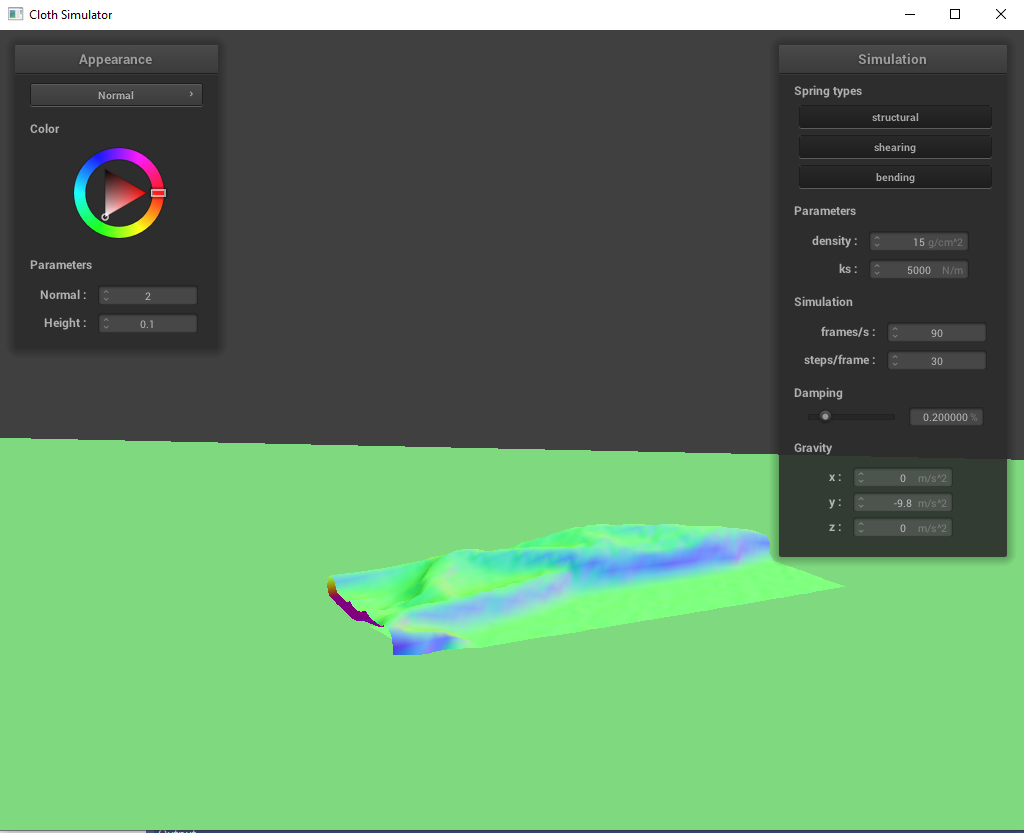 Cloth Simulator
Appearance
Normal
Color
Parameters
Normal : 2
Height : 0.1
Simulation
Spring types
structural
shearing
bending
Parameters
density : 15 g/cm^2
ks : 5000 N/m
Simulation
frames/s : 90
steps/frame : 30
Damping
0.200000 %
Gravity
x : 0 m/s^2
y : -9.8 m/s^2
z : 0 m/s^2